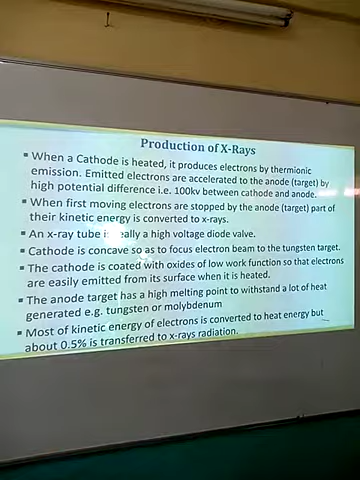 Production of X-Rays
▪ When a Cathode is heated, it produces electrons by thermionic
emission. Emitted electrons are accelerated to the anode (target) by
high potential difference i.e. 100kv between cathode and anode.
▪ When first moving electrons are stopped by the anode (target) part of
their kinetic energy is converted to x-rays.
▪ An x-ray tube eally a high voltage diode valve.
▪ Cathode is concave so as to focus electron beam to the tungsten target.
▪ The cathode is coated with oxides of low work function so that electrons
are easily emitted from its surface when it is heated.
▪ The anode target has a high melting point to withstand a lot of heat
generated e.g. tungsten or molybdenum
▪ Most of kinetic energy of electrons is converted to heat energy but
about 0.5% is transferred to x-rays radiation.